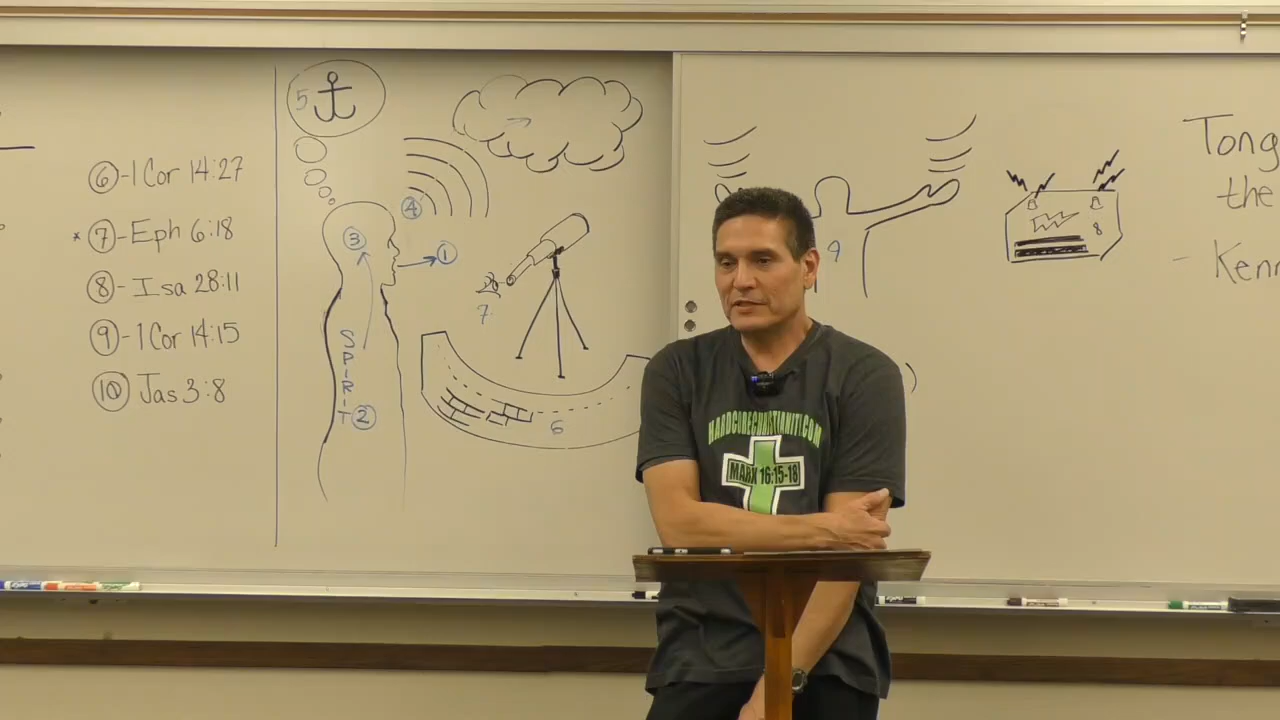 ⑥-1 Cor 14:27
* ⑦-Eph 6:18
⑧-Isa 28:11
⑨-1 Cor 14:15
⑩ Jas 3:8
5
4
3
1
SPIRIT
2
7
6
9
8
Tong
the
- Kenn
HARDCORECHRISTIANITY.COM
MARK 16:15-18